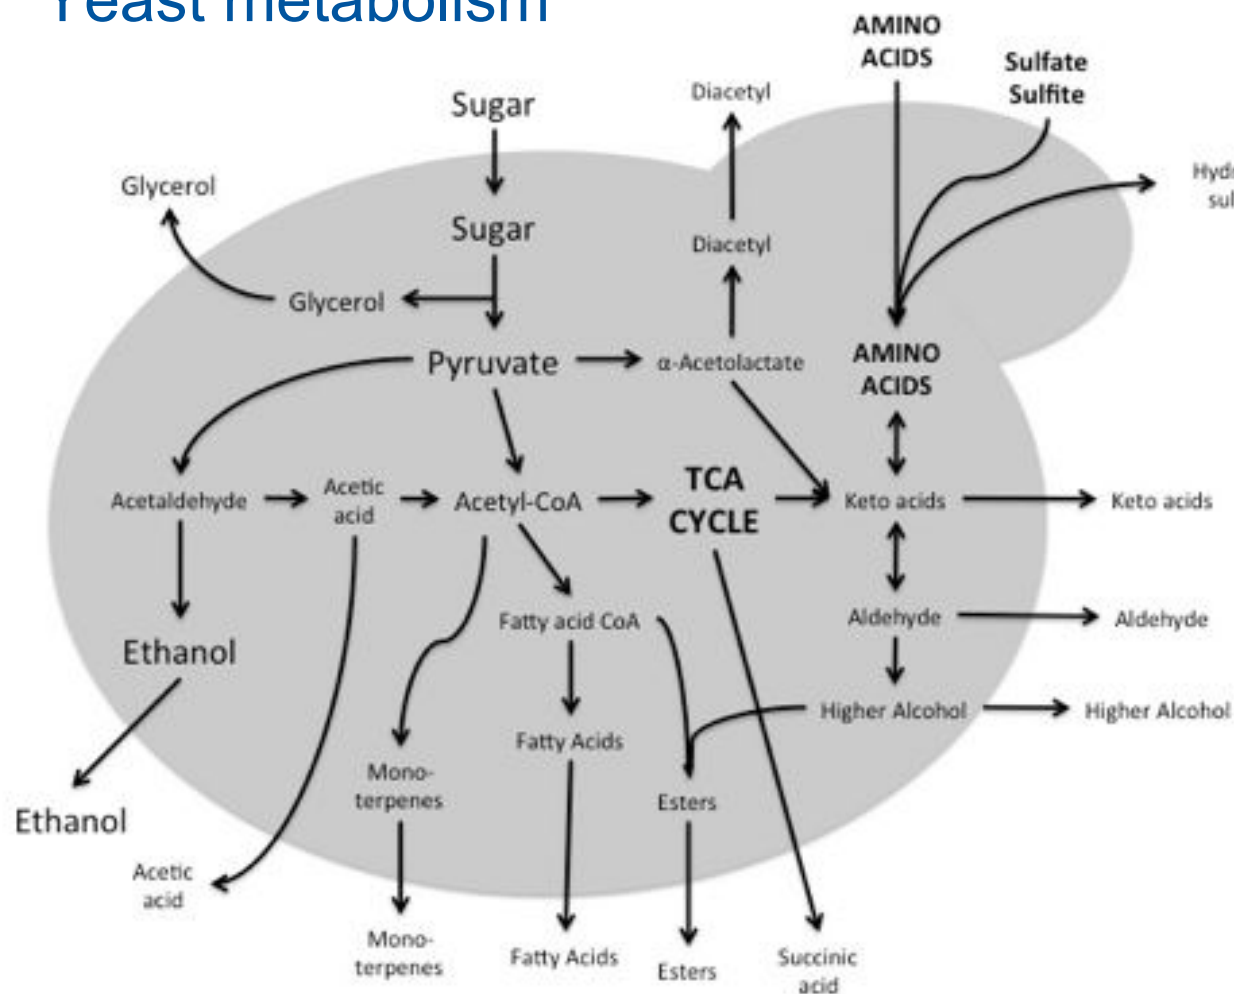 Yeast metabolism
AMINO
ACIDS
Sulfate
Sulfite
Diacetyl
Sugar
Glycerol
Sugar
Diacetyl
Glycerol
Pyruvate
α-Acetolactate
AMINO
ACIDS
Acetaldehyde
Acetic
acid
Acetyl-CoA
TCA
CYCLE
Keto acids
Keto acids
Fatty acid CoA
Aldehyde
Aldehyde
Ethanol
Higher Alcohol
Higher Alcohol
Fatty Acids
Mono-
terpenes
Esters
Ethanol
Acetic
acid
Mono-
terpenes
Fatty Acids
Esters
Succinic
acid